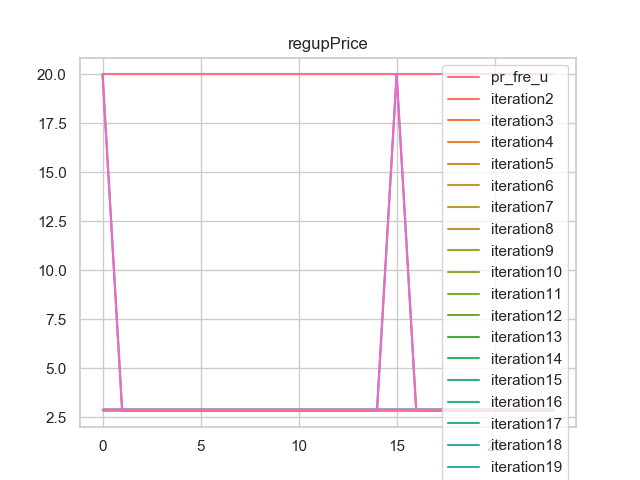 regupPrice
20.0
17.5
15.0
12.5
10.0
7.5
5.0
2.5
0
5
10
15
pr_fre_u
iteration2
iteration3
iteration4
iteration5
iteration6
iteration7
iteration8
iteration9
iteration10
iteration11
iteration12
iteration13
iteration14
iteration15
iteration16
iteration17
iteration18
iteration19